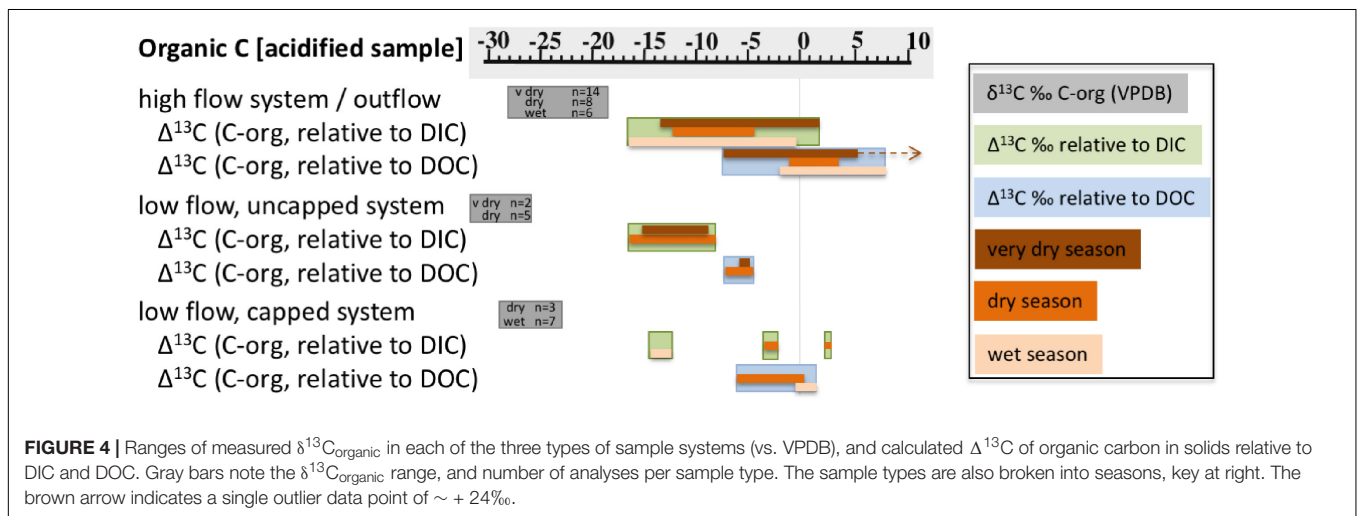 Organic C [acidified sample]
-30 -25 -20 -15 -10 -5 0 5 10
high flow system / outflow
v dry n=14
dry n=8
wet n=6
Δ¹³C (C-org, relative to DIC)
Δ¹³C (C-org, relative to DOC)
low flow, uncapped system
v dry n=2
dry n=5
Δ¹³C (C-org, relative to DIC)
Δ¹³C (C-org, relative to DOC)
low flow, capped system
dry n=3
wet n=7
Δ¹³C (C-org, relative to DIC)
Δ¹³C (C-org, relative to DOC)
δ¹³C ‰ C-org (VPDB)
Δ¹³C ‰ relative to DIC
Δ¹³C ‰ relative to DOC
very dry season
dry season
wet season
FIGURE 4 | Ranges of measured δ¹³Corganic in each of the three types of sample systems (vs. VPDB), and calculated Δ¹³C of organic carbon in solids relative to
DIC and DOC. Gray bars note the δ¹³Corganic range, and number of analyses per sample type. The sample types are also broken into seasons, key at right. The
brown arrow indicates a single outlier data point of ∼ + 24‰.